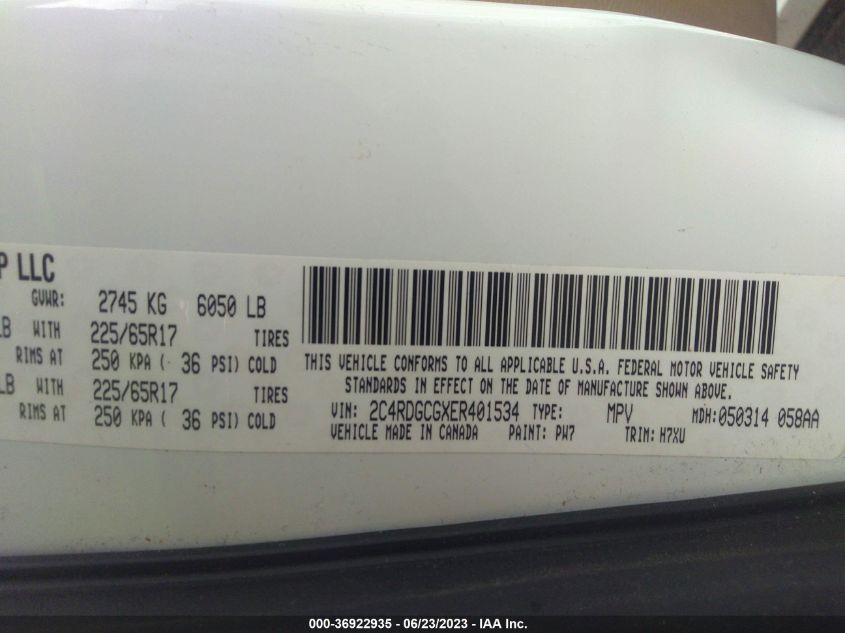 P LLC
GVWR: 2745 KG 6050 LB
LB WITH 225/65R17 TIRES
RIMS AT 250 KPA ( 36 PSI) COLD
LB WITH 225/65R17 TIRES
RIMS AT 250 KPA ( 36 PSI) COLD
THIS VEHICLE CONFORMS TO ALL APPLICABLE U.S.A. FEDERAL MOTOR VEHICLE SAFETY
STANDARDS IN EFFECT ON THE DATE OF MANUFACTURE SHOWN ABOVE.
VIN: 2C4RDGCGXER401534 TYPE: MPV MDH:050314 058AA
VEHICLE MADE IN CANADA PAINT: PW7 TRIM: H7XU
000-36922935 - 06/23/2023 - IAA Inc.